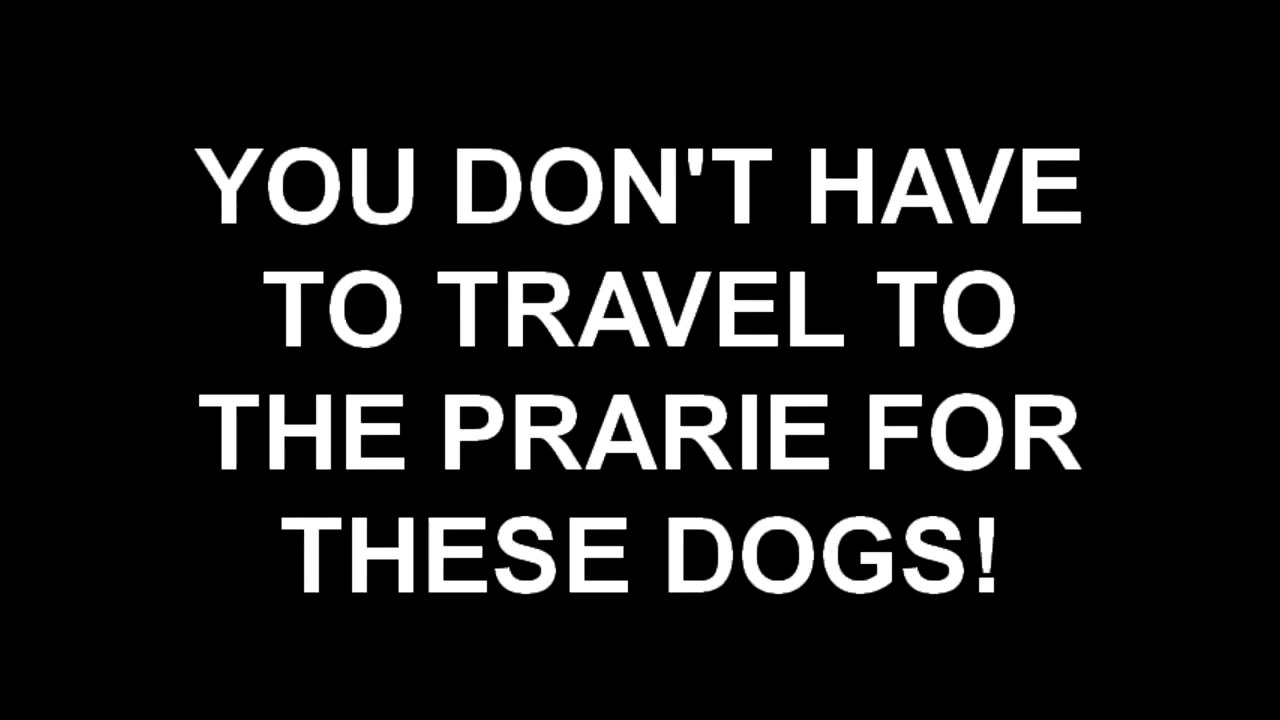 YOU DON'T HAVE
TO TRAVEL TO
THE PRARIE FOR
THESE DOGS!